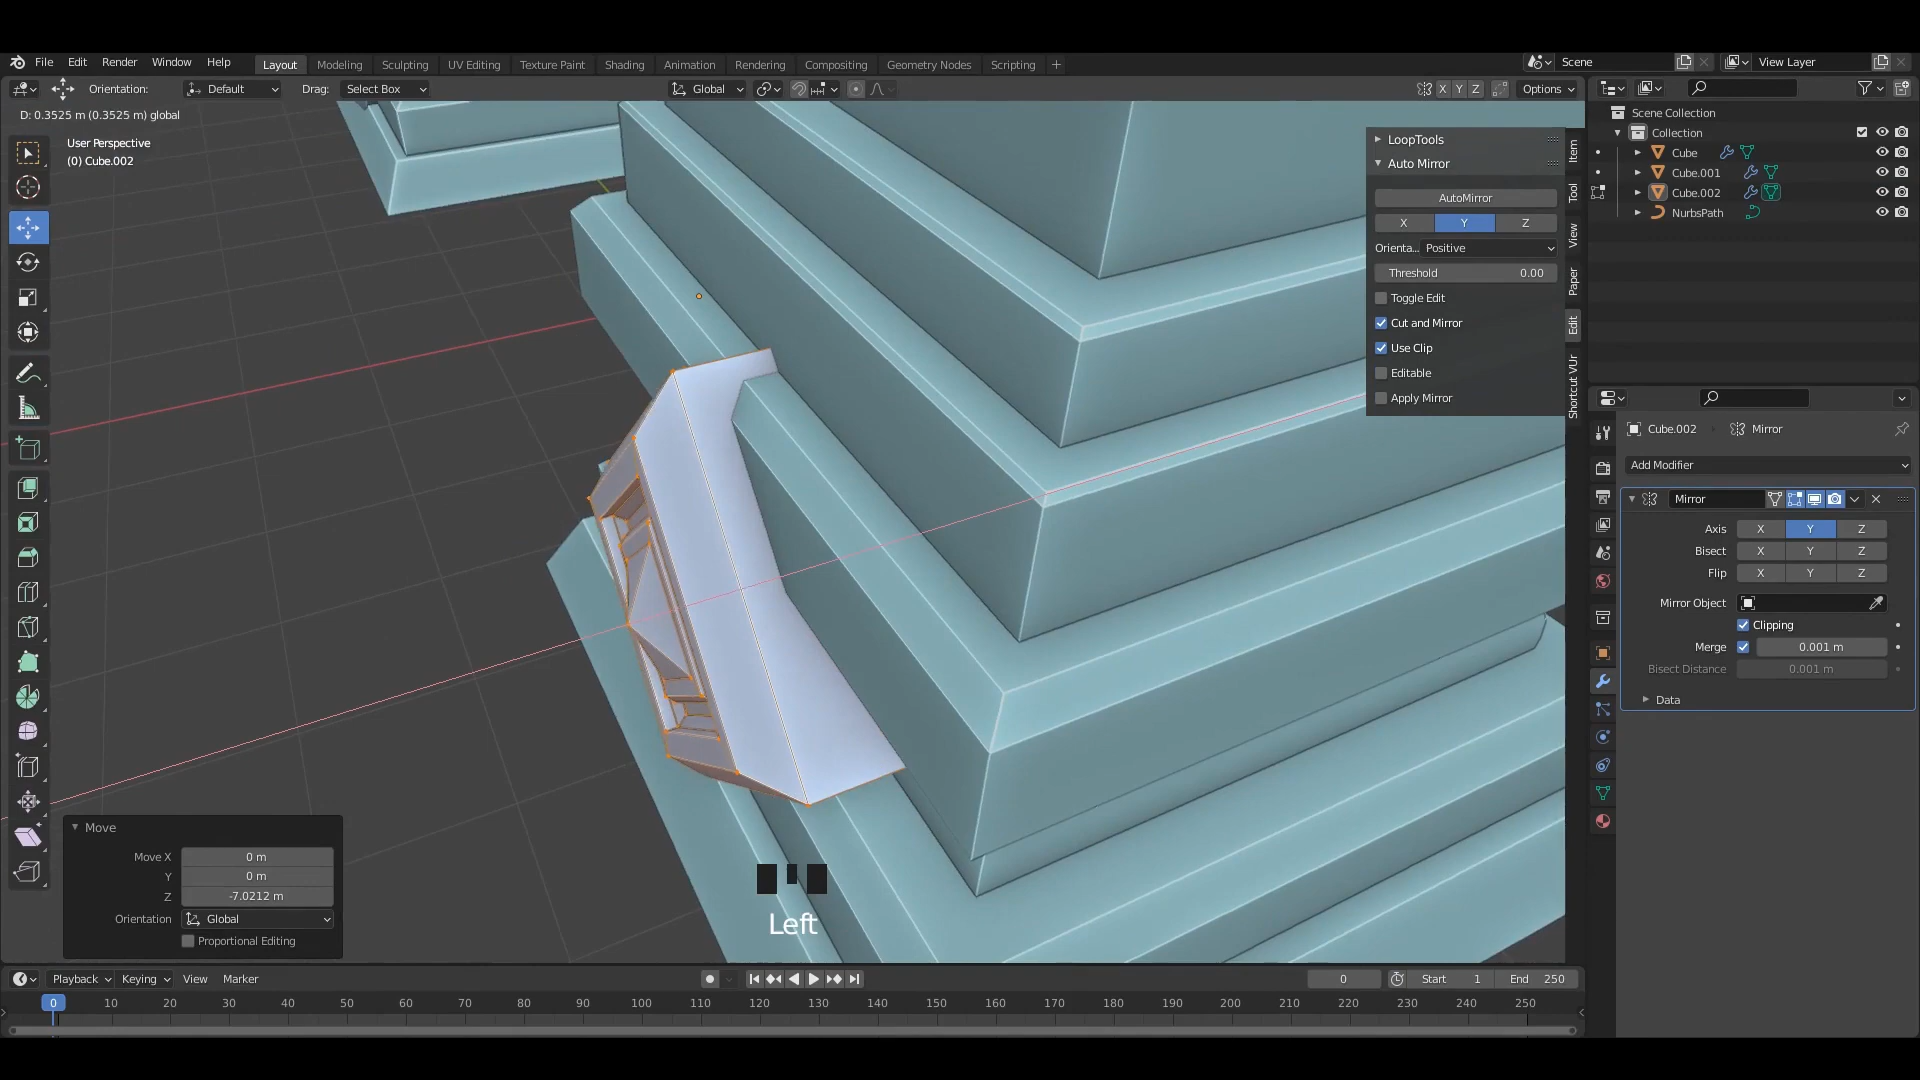 File Edit Render Window Help Layout Modeling Sculpting UV Editing Texture Paint Shading Animation Rendering Compositing Geometry Nodes Scripting + Scene View Layer
Orientation: Default Drag: Select Box Global X Y Z Options
D: 0.3525 m (0.3525 m) global
User Perspective
(0) Cube.002
LoopTools
Auto Mirror
AutoMirror
X Y Z
Orienta... Positive
Threshold 0.00
Toggle Edit
Cut and Mirror
Use Clip
Editable
Apply Mirror
Item
Tool
View
Paper
Edit
Shortcut VUr
Scene Collection
Collection
Cube
Cube.001
Cube.002
NurbsPath
Cube.002 Mirror
Add Modifier
Mirror
Axis X Y Z
Bisect X Y Z
Flip X Y Z
Mirror Object
Clipping
Merge 0.001 m
Bisect Distance 0.001 m
Data
Move
Move X 0 m
Y 0 m
Z -7.0212 m
Orientation Global
Proportional Editing
Left
Playback Keying View Marker 0 Start 1 End 250
0 10 20 30 40 50 60 70 80 90 100 110 120 130 140 150 160 170 180 190 200 210 220 230 240 250